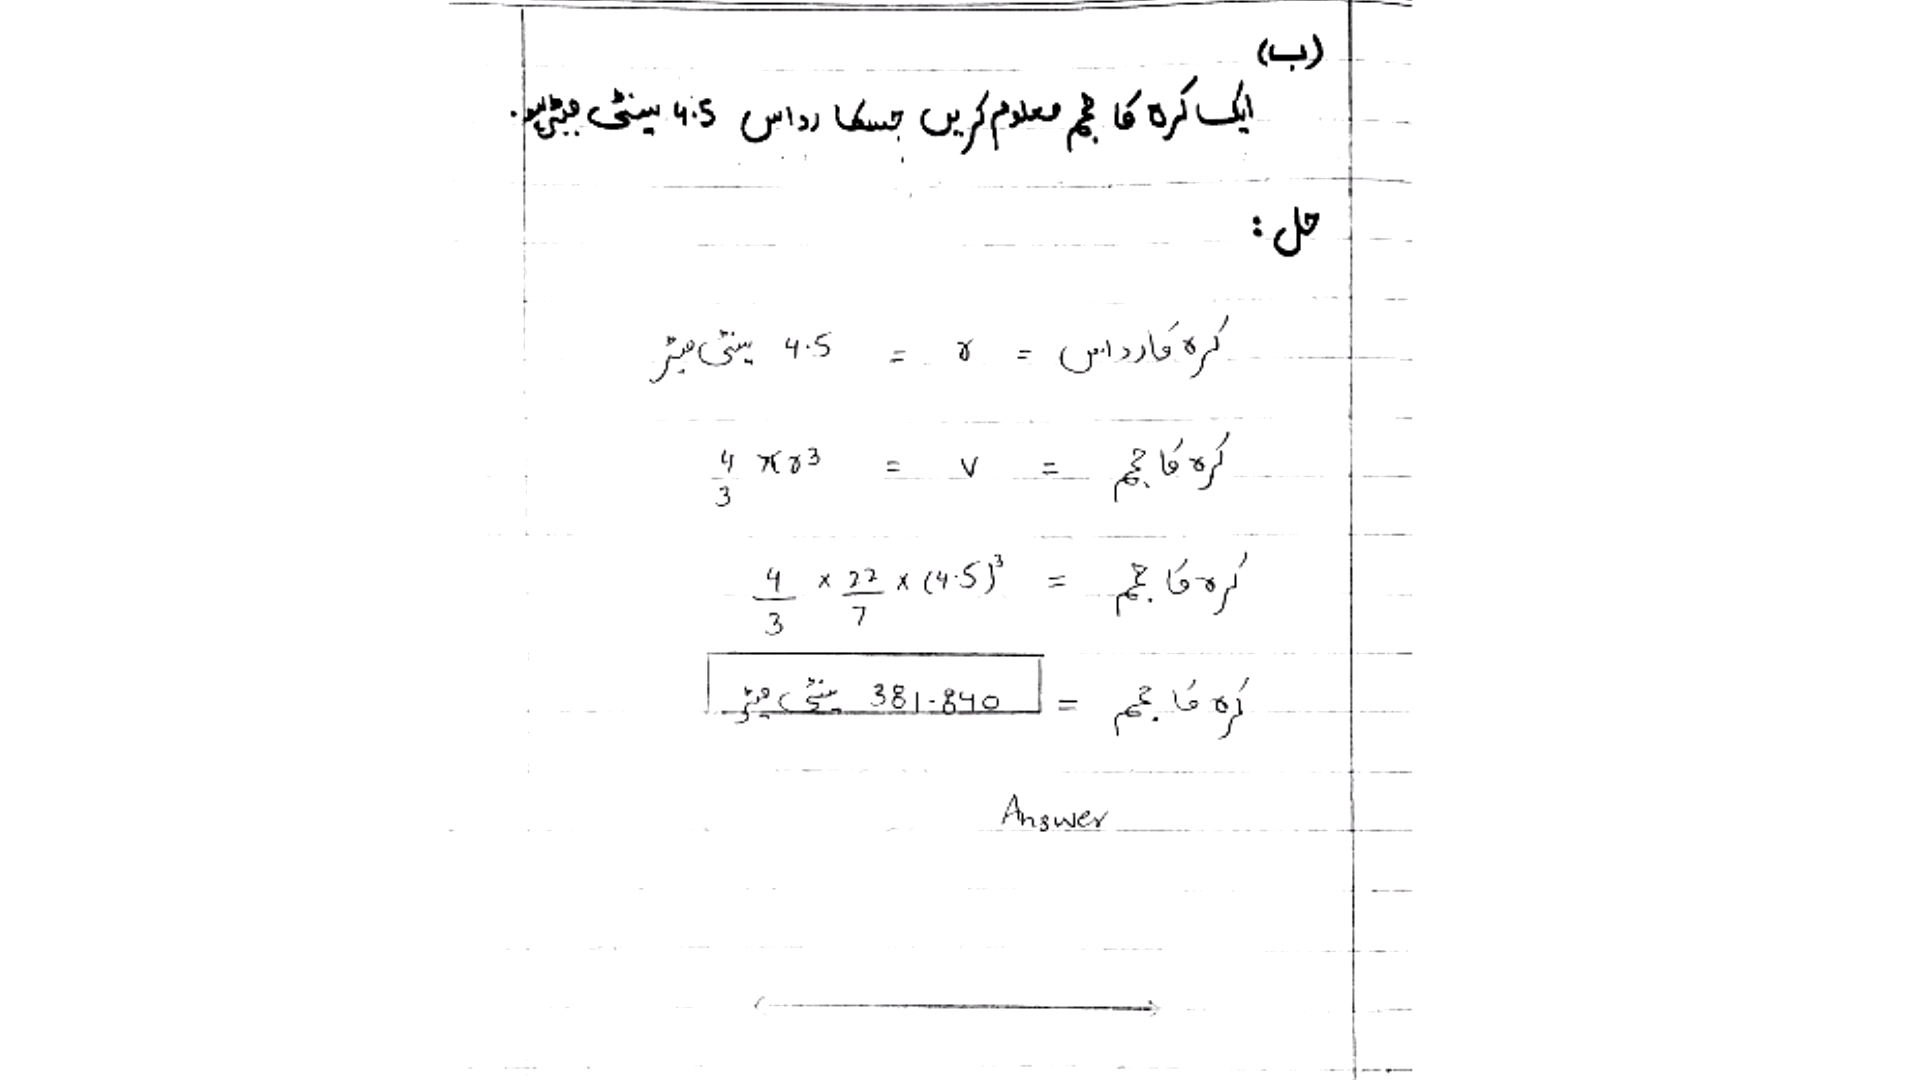 (ب)
ایک کرہ کا حجم معلوم کریں جسکا رداس 4.5 سینٹی میٹر ہو۔
حل :
کرہ کا رداس = r = 4.5 سینٹی میٹر
کرہ کا حجم = v = 4/3 πr³
کرہ کا حجم = 4/3 × 22/7 × (4.5)³
کرہ کا حجم = 381.840 سینٹی میٹر
Answer